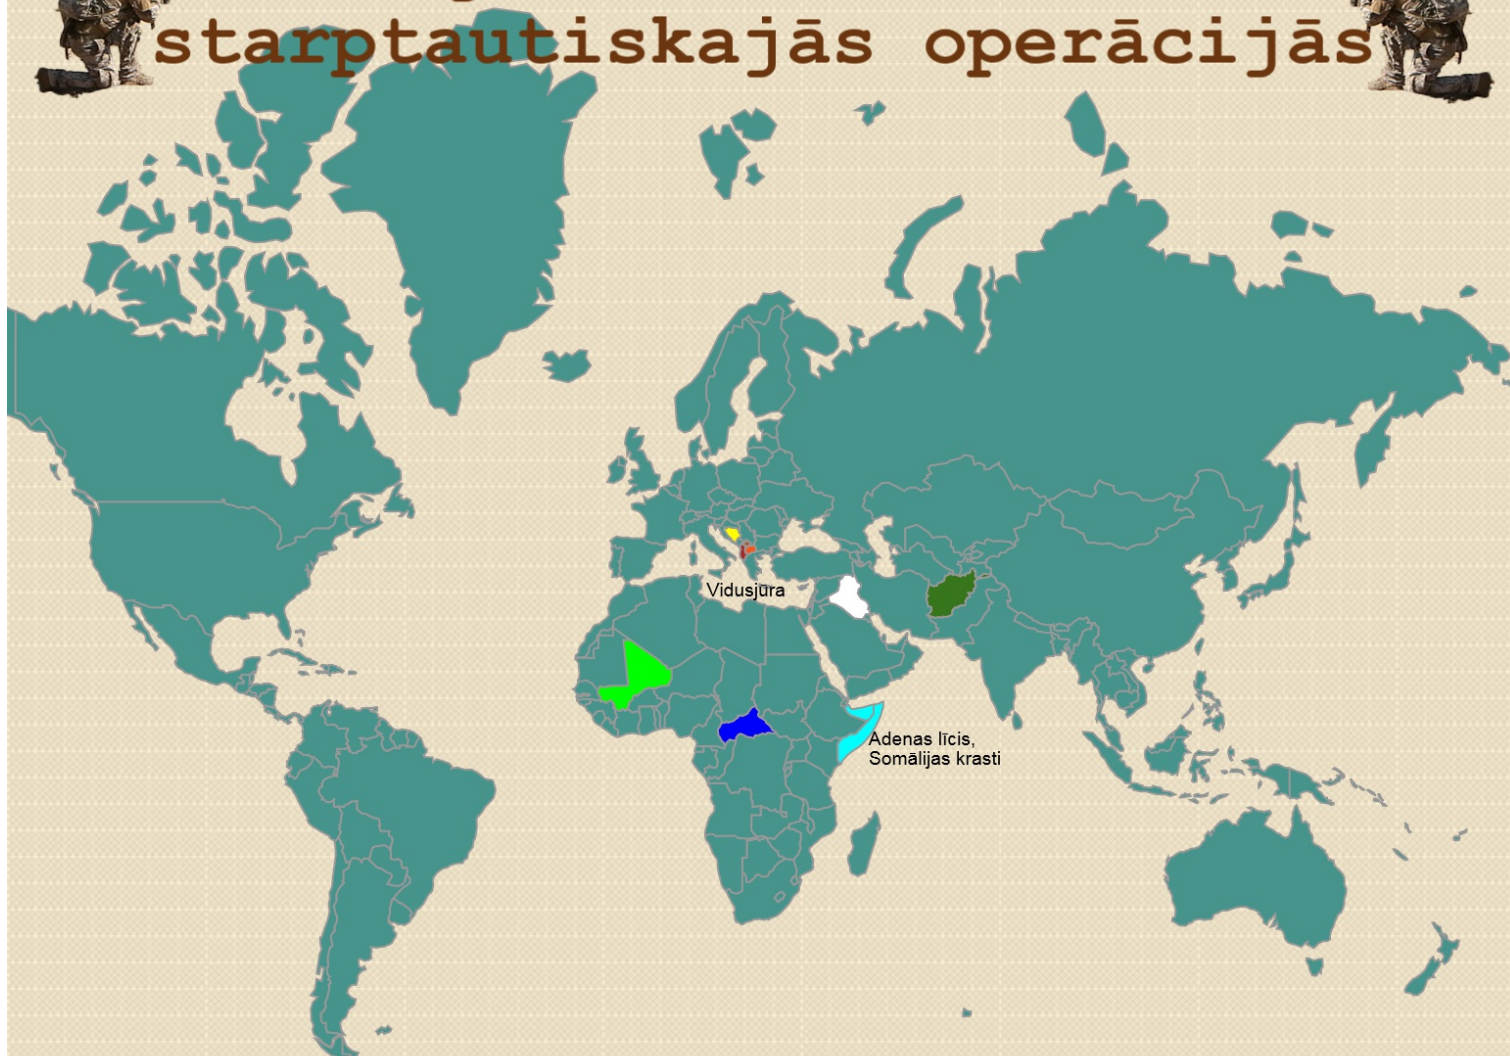 starptautiskajās operācijās
Vidusjūra
Adenas līcis,
Somālijas krasti